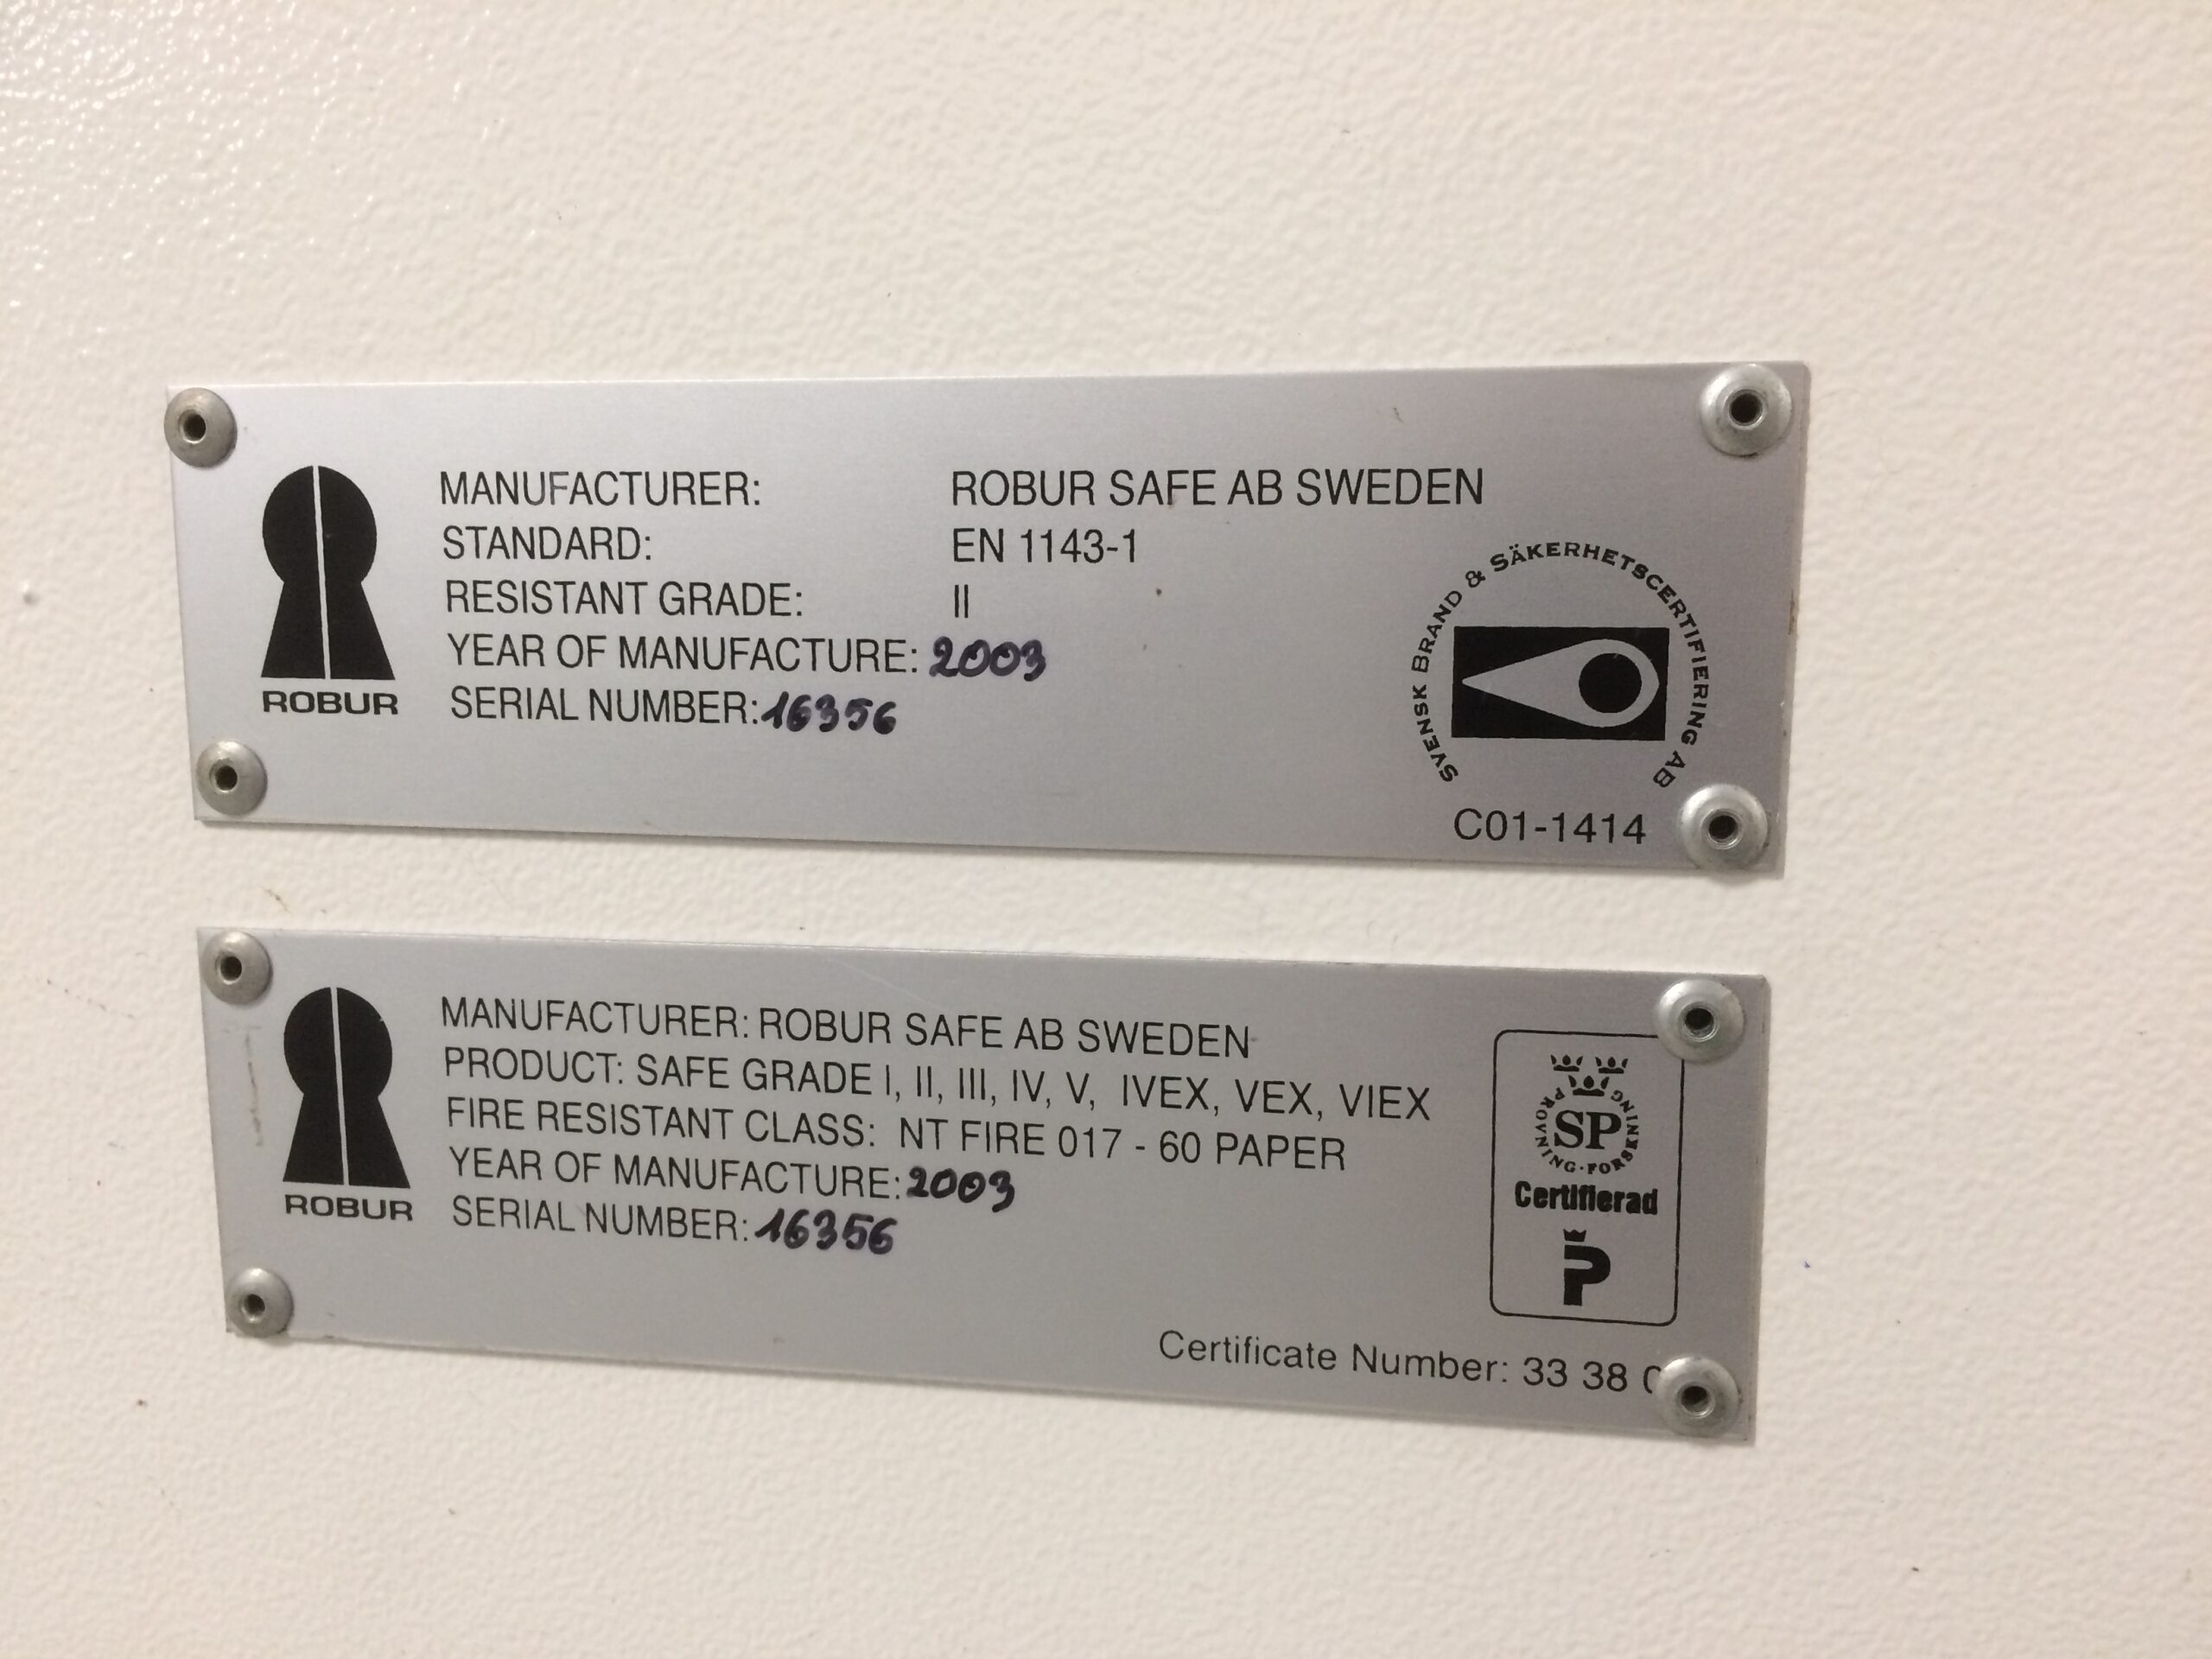 MANUFACTURER: ROBUR SAFE AB SWEDEN
STANDARD: EN 1143-1
RESISTANT GRADE: II
YEAR OF MANUFACTURE: 2003
SERIAL NUMBER: 16356
ROBUR
SVENSK BRAND & SÄKERHETSCERTIFIERING AB
C01-1414
MANUFACTURER: ROBUR SAFE AB SWEDEN
PRODUCT: SAFE GRADE I, II, III, IV, V, IVEX, VEX, VIEX
FIRE RESISTANT CLASS: NT FIRE 017 - 60 PAPER
YEAR OF MANUFACTURE: 2003
SERIAL NUMBER: 16356
ROBUR
SP
PROVNING·FORSKNING
Certifierad
P
Certificate Number: 33 38